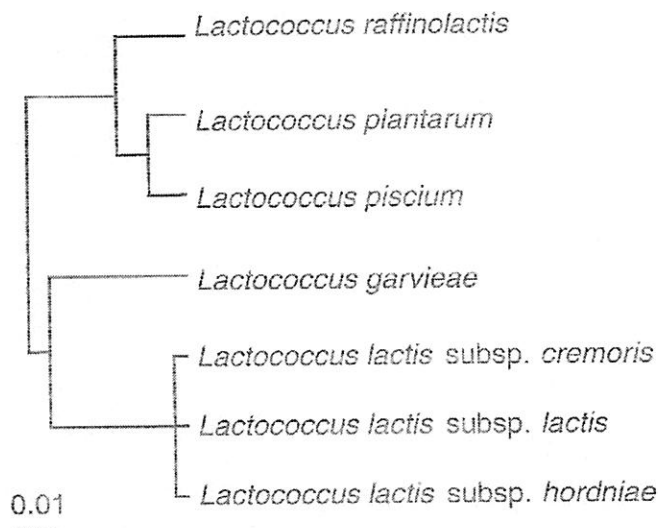 Lactococcus raffinolactis
Lactococcus plantarum
Lactococcus piscium
Lactococcus garvieae
Lactococcus lactis subsp. cremoris
Lactococcus lactis subsp. lactis
Lactococcus lactis subsp. hordniae
0.01